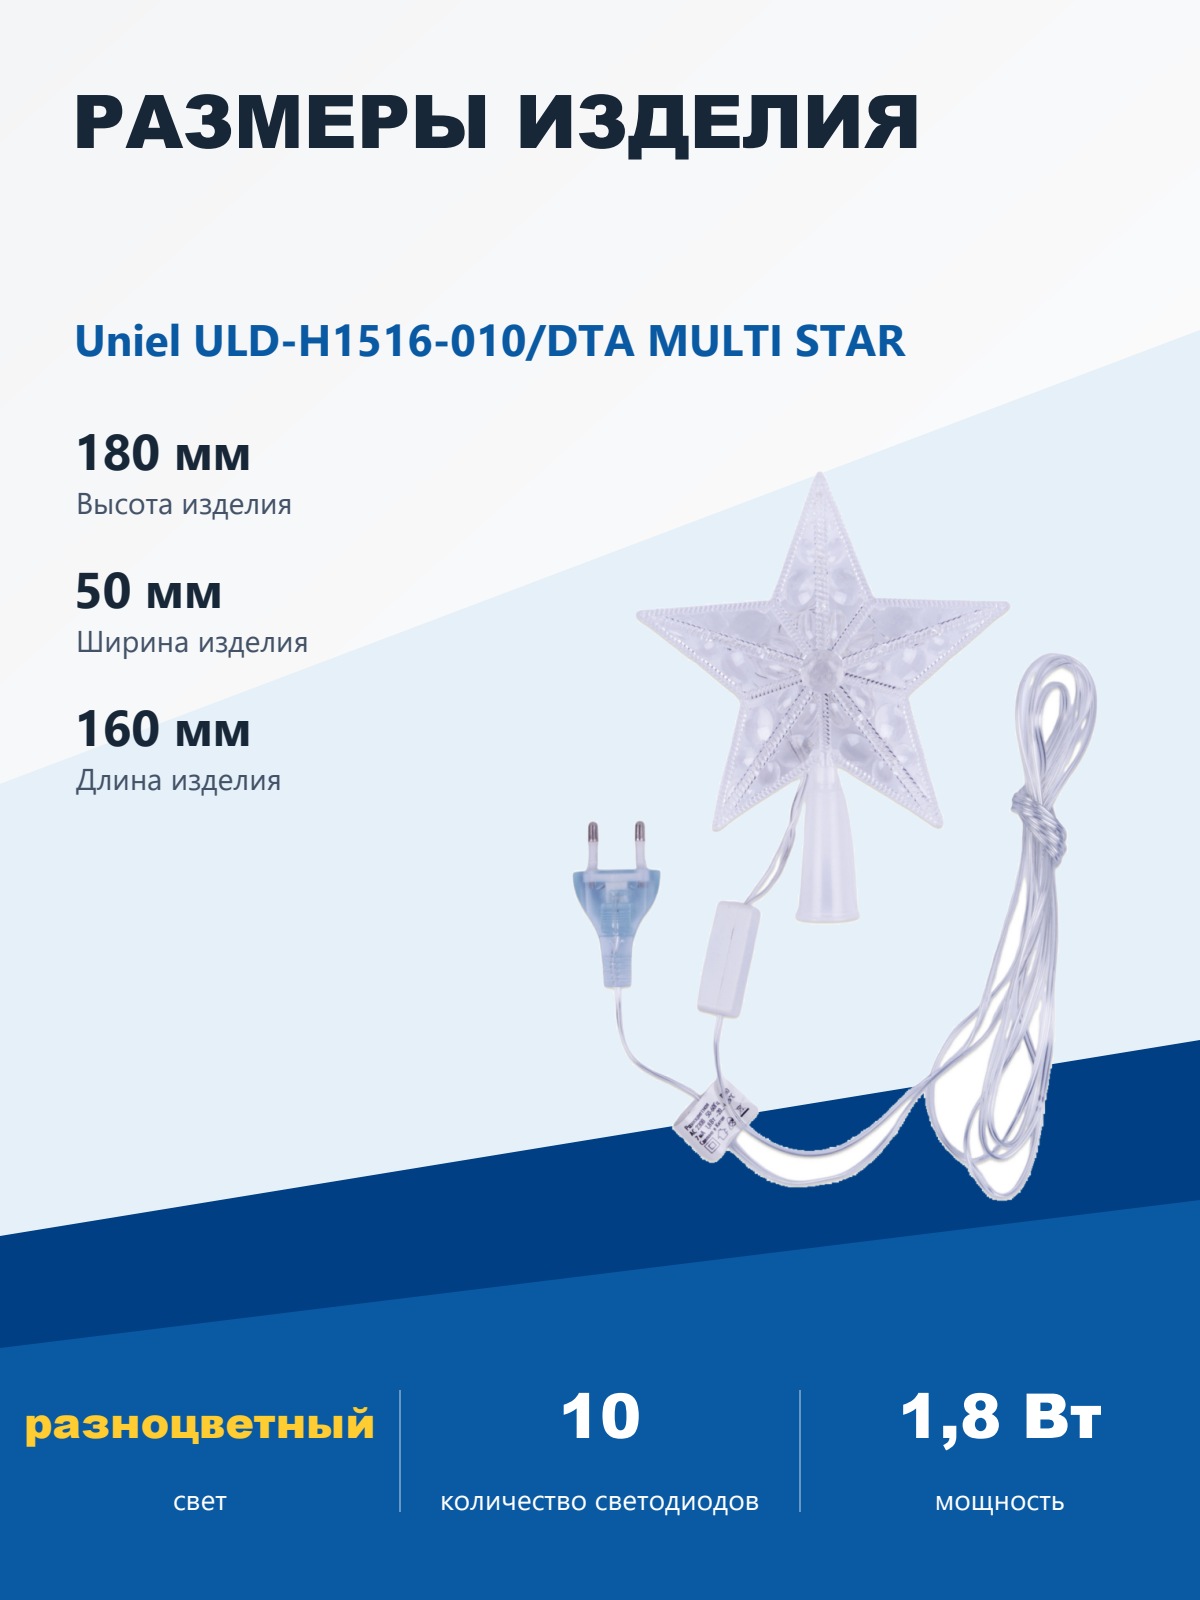 РАЗМЕРЫ ИЗДЕЛИЯ
Uniel ULD-H1516-010/DTA MULTI STAR
180 мм
Высота изделия
50 мм
Ширина изделия
160 мм
Длина изделия
разноцветный
свет
10
количество светодиодов
1,8 Вт
мощность